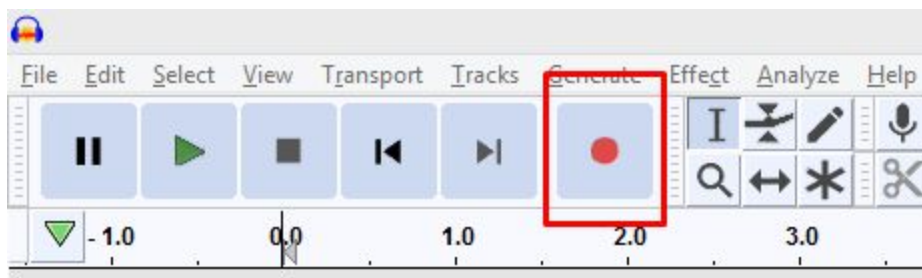 File Edit Select View Transport Tracks Generate Effect Analyze Help
- 1.0 0.0 1.0 2.0 3.0